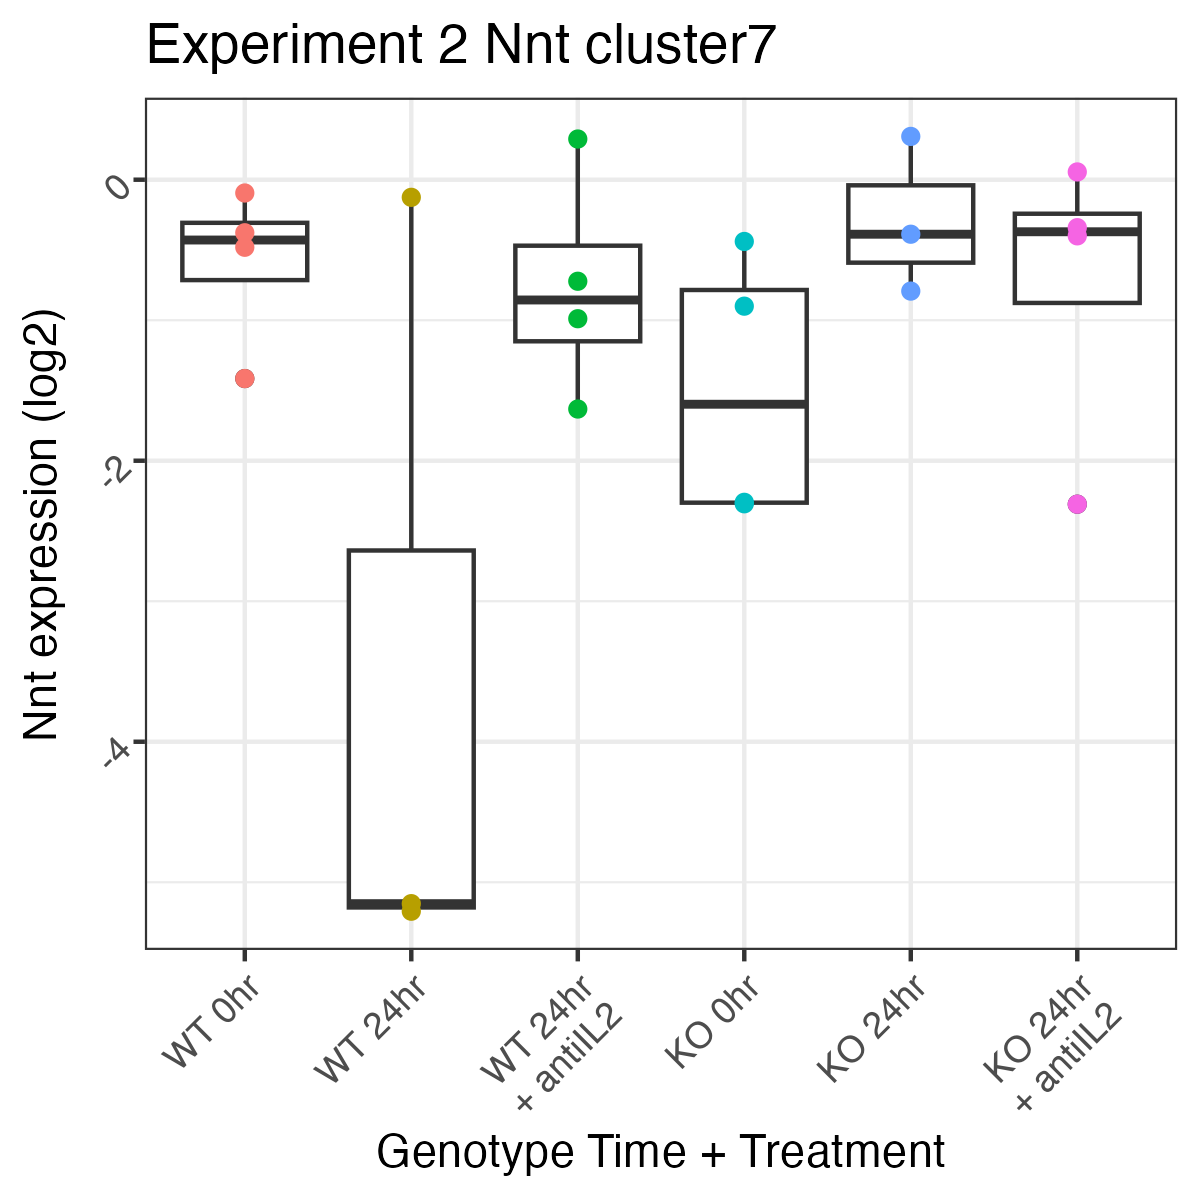 Experiment 2 Nnt cluster7
Nnt expression (log2)
0
-2
-4
WT 0hr
WT 24hr
WT 24hr
+ antiIL2
KO 0hr
KO 24hr
KO 24hr
+ antiIL2
Genotype Time + Treatment